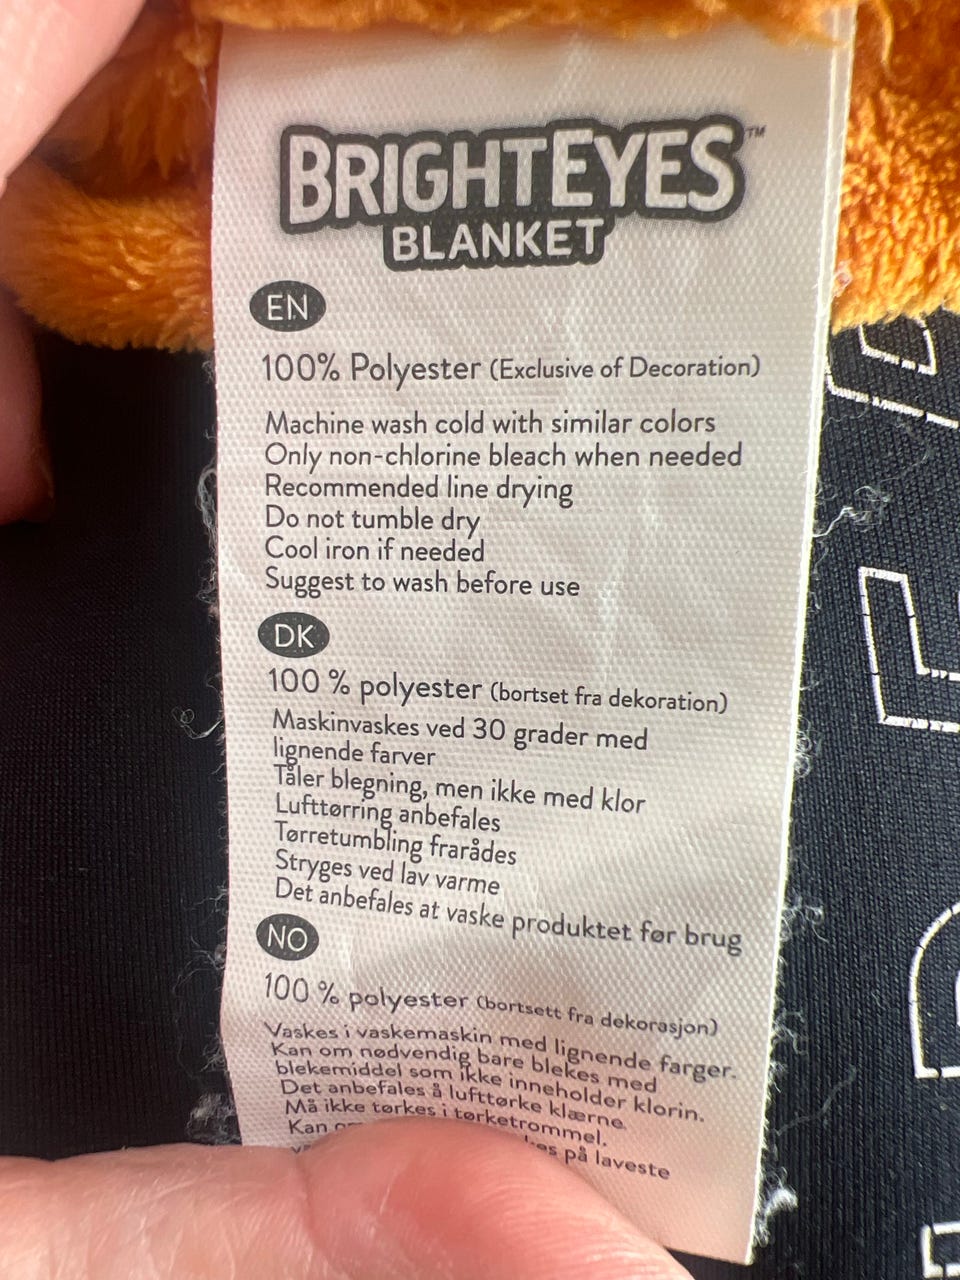 BRIGHTEYES™
BLANKET
EN
100% Polyester (Exclusive of Decoration)
Machine wash cold with similar colors
Only non-chlorine bleach when needed
Recommended line drying
Do not tumble dry
Cool iron if needed
Suggest to wash before use
DK
100 % polyester (bortset fra dekoration)
Maskinvaskes ved 30 grader med
lignende farver
Tåler blegning, men ikke med klor
Lufttørring anbefales
Tørretumbling frarådes
Stryges ved lav varme
Det anbefales at vaske produktet før brug
NO
100 % polyester (bortsett fra dekorasjon)
Vaskes i vaskemaskin med lignende farger.
Kan om nødvendig bare blekes med
blekemiddel som ikke inneholder klorin.
Det anbefales å lufttørke klærne.
Må ikke tørkes i tørketrommel.
Kan på laveste